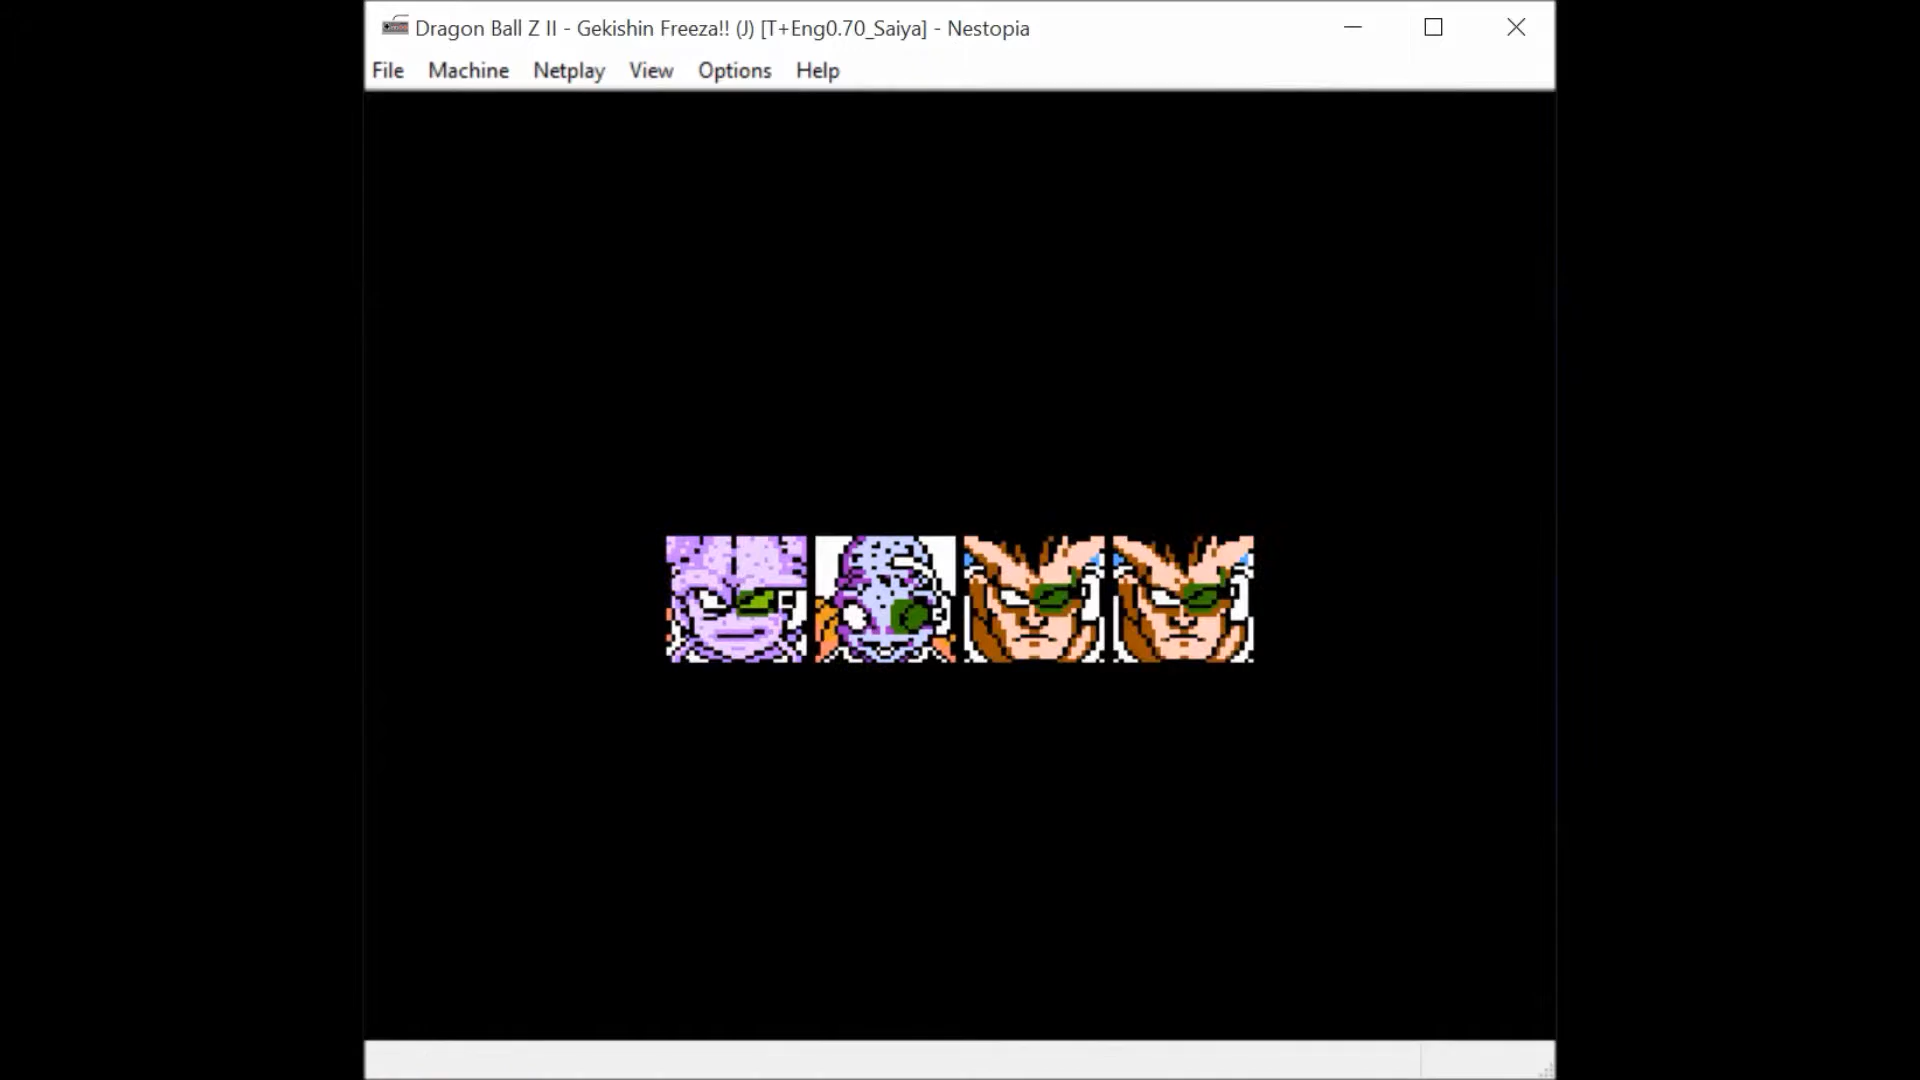 Dragon Ball Z II - Gekishin Freeza!! (J) [T+Eng0.70_Saiya] - Nestopia
File Machine Netplay View Options Help